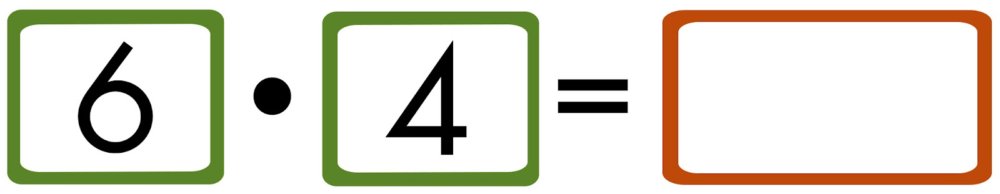 6 • 4 =